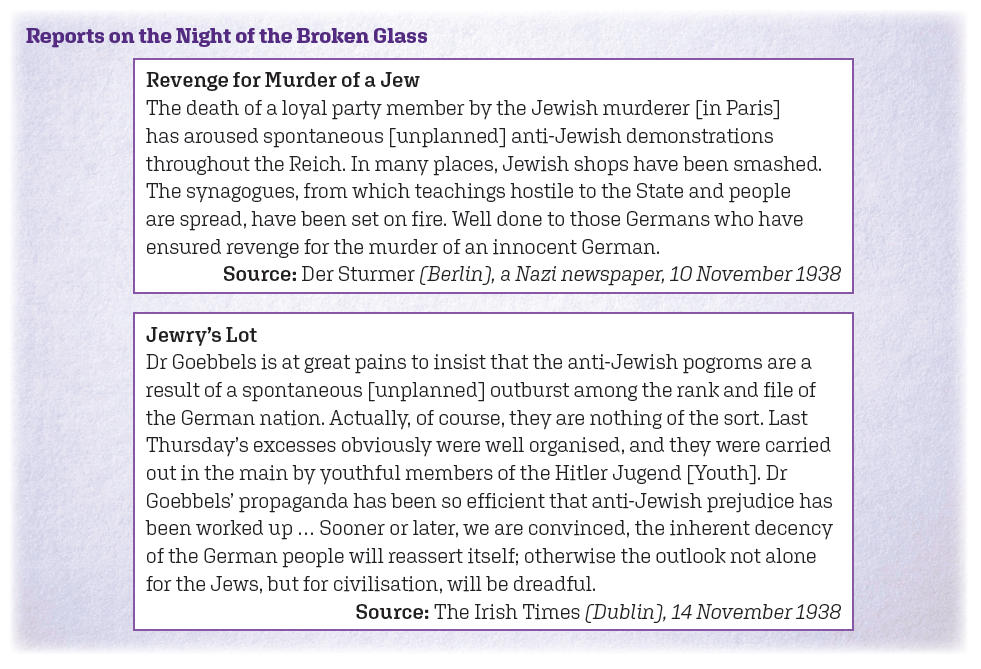 Reports on the Night of the Broken Glass
Revenge for Murder of a Jew
The death of a loyal party member by the Jewish murderer [in Paris]
has aroused spontaneous [unplanned] anti-Jewish demonstrations
throughout the Reich. In many places, Jewish shops have been smashed.
The synagogues, from which teachings hostile to the State and people
are spread, have been set on fire. Well done to those Germans who have
ensured revenge for the murder of an innocent German.
Source: Der Sturmer (Berlin), a Nazi newspaper, 10 November 1938
Jewry’s Lot
Dr Goebbels is at great pains to insist that the anti-Jewish pogroms are a
result of a spontaneous [unplanned] outburst among the rank and file of
the German nation. Actually, of course, they are nothing of the sort. Last
Thursday’s excesses obviously were well organised, and they were carried
out in the main by youthful members of the Hitler Jugend [Youth]. Dr
Goebbels’ propaganda has been so efficient that anti-Jewish prejudice has
been worked up ... Sooner or later, we are convinced, the inherent decency
of the German people will reassert itself; otherwise the outlook not alone
for the Jews, but for civilisation, will be dreadful.
Source: The Irish Times (Dublin), 14 November 1938